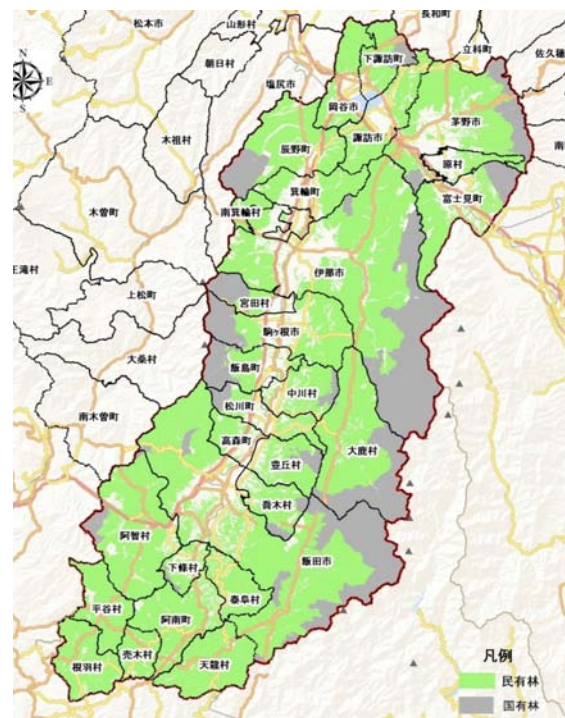 松本市
山形村
長和町
立科町
佐久穂
朝日村
下諏訪町
N
E
S
塩尻市
岡谷市
茅野市
木祖村
諏訪市
辰野町
原村
南
箕輪町
富士見町
南箕輪村
木曽町
伊那市
王滝村
上松町
宮田村
駒ヶ根市
大桑村
飯島町
中川村
松川町
南木曽町
高森町
大鹿村
豊丘村
喬木村
阿智村
飯田市
下條村
泰阜村
平谷村
阿南町
売木村
天龍村
根羽村
凡例
民有林
国有林